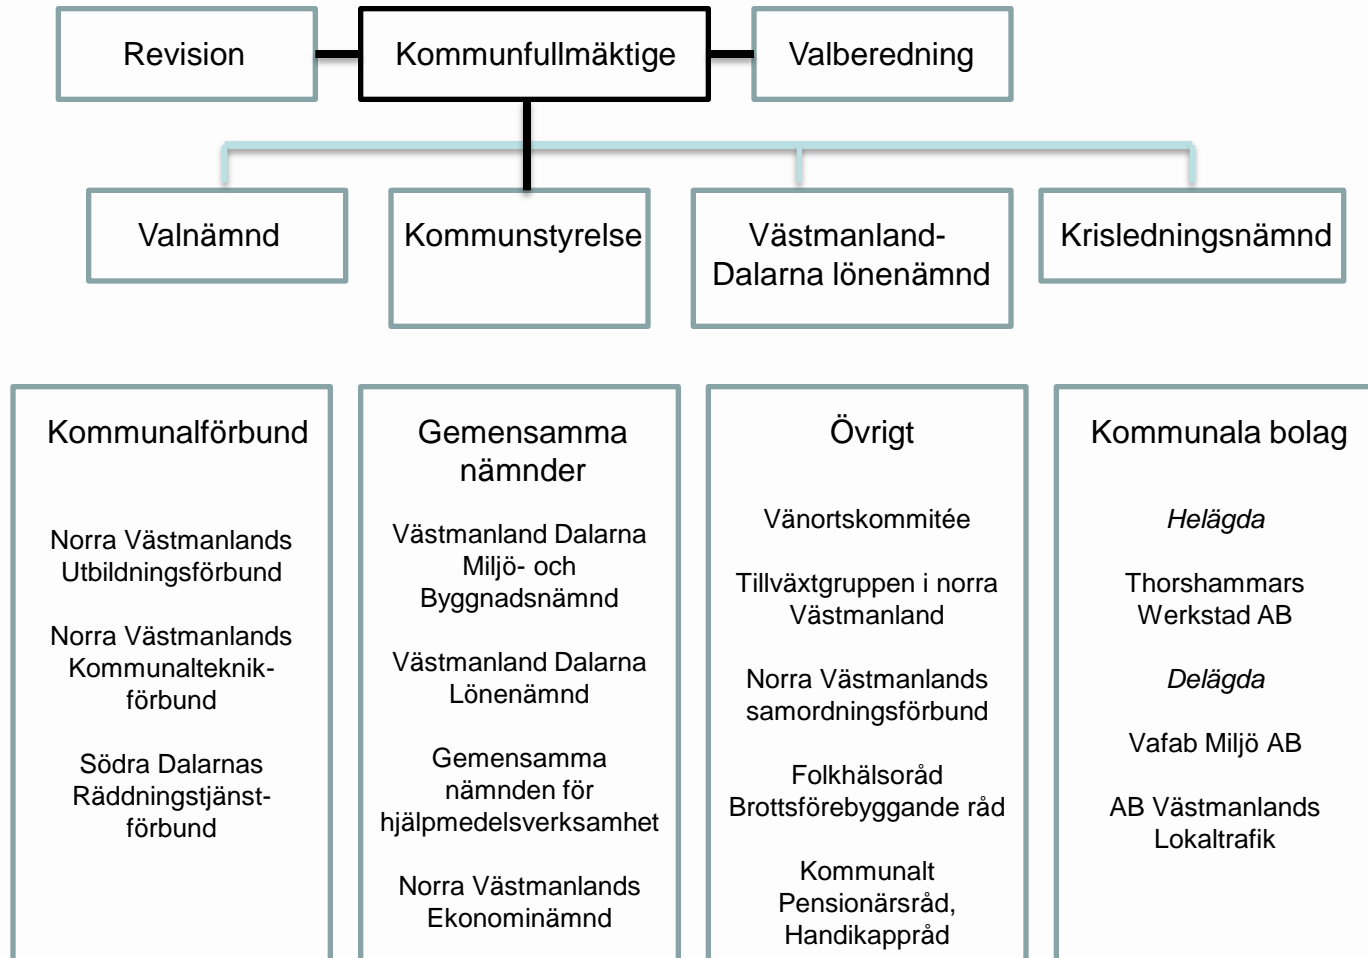 Revision
Kommunfullmäktige
Valberedning
Valnämnd
Kommunstyrelse
Västmanland-
Dalarna lönenämnd
Krisledningsnämnd
Kommunalförbund
Norra Västmanlands
Utbildningsförbund
Norra Västmanlands
Kommunalteknik-
förbund
Södra Dalarnas
Räddningstjänst-
förbund
Gemensamma
nämnder
Västmanland Dalarna
Miljö- och
Byggnadsnämnd
Västmanland Dalarna
Lönenämnd
Gemensamma
nämnden för
hjälpmedelsverksamhet
Norra Västmanlands
Ekonominämnd
Övrigt
Vänortskommitée
Tillväxtgruppen i norra
Västmanland
Norra Västmanlands
samordningsförbund
Folkhälsoråd
Brottsförebyggande råd
Kommunalt
Pensionärsråd,
Handikappråd
Kommunala bolag
Helägda
Thorshammars
Werkstad AB
Delägda
Vafab Miljö AB
AB Västmanlands
Lokaltrafik